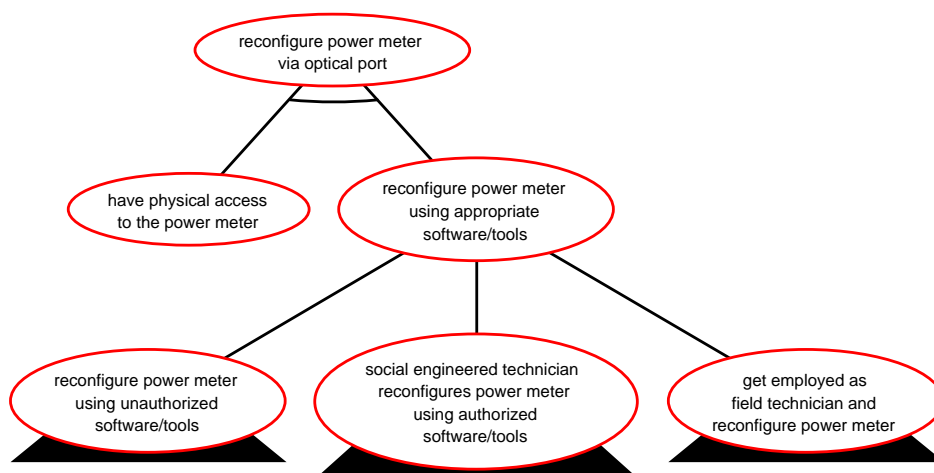 reconfigure power meter
via optical port
have physical access
to the power meter
reconfigure power meter
using appropriate
software/tools
reconfigure power meter
using unauthorized
software/tools
social engineered technician
reconfigures power meter
using authorized
software/tools
get employed as
field technician and
reconfigure power meter